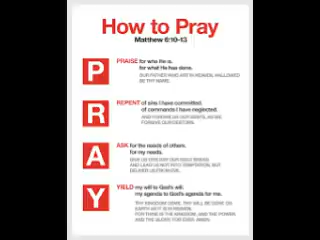 How to Pray
Matthew 6:10-13
P
PRAISE for who He is,
for what He has done.
OUR FATHER WHO ART IN HEAVEN, HALLOWED
BE THY NAME.
R
REPENT of sins I have committed.
of commands I have neglected.
AND FORGIVE US OUR DEBTS, AS WE
FORGIVE OUR DEBTORS.
A
ASK for the needs of others.
for my needs.
GIVE US THIS DAY OUR DAILY BREAD
AND LEAD US NOT INTO TEMPTATION, BUT
DELIVER US FROM EVIL.
Y
YIELD my will to God's will.
my agenda to God's agenda for me.
THY KINGDOM COME, THY WILL BE DONE ON
EARTH AS IT IS IN HEAVEN.
FOR THINE IS THE KINGDOM, AND THE POWER,
AND THE GLORY FOR EVER. AMEN.